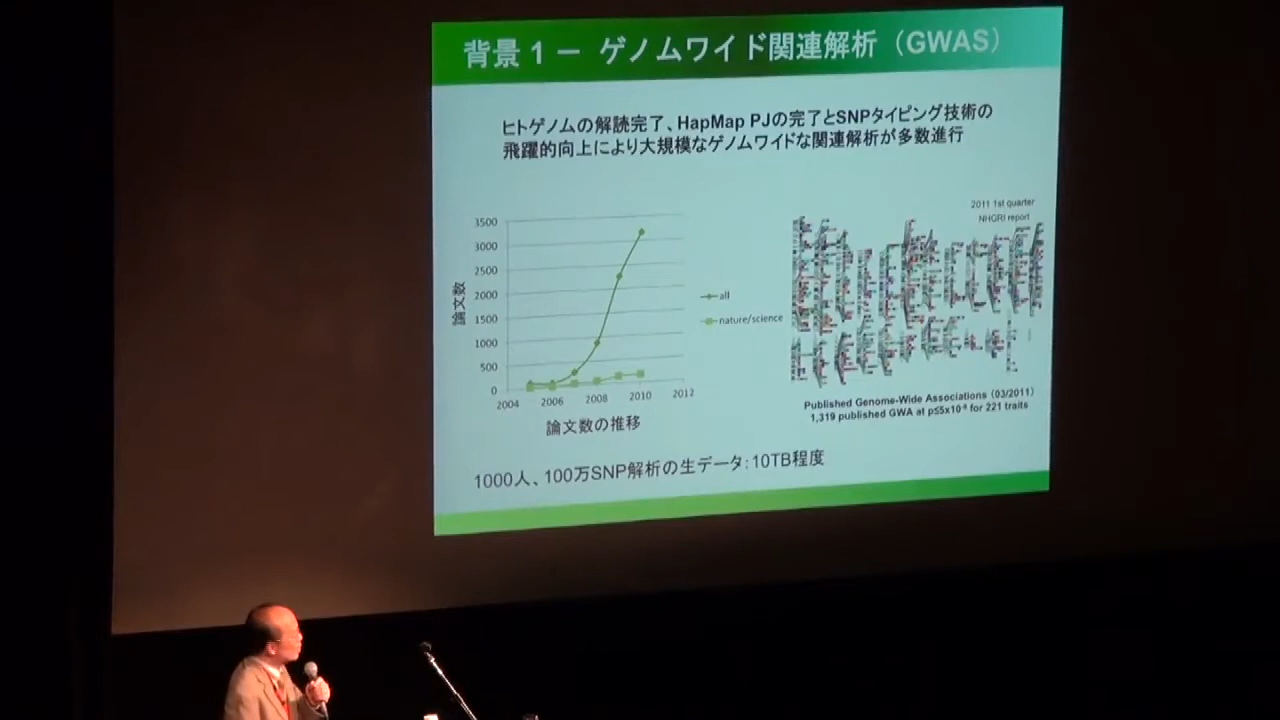 背景 1 － ゲノムワイド関連解析（GWAS）
ヒトゲノムの解読完了、HapMap PJの完了とSNPタイピング技術の
飛躍的向上により大規模なゲノムワイドな関連解析が多数進行
3500
3000
2500
2000
1500
1000
500
0
論文数
2004 2006 2008 2010 2012
論文数の推移
all
nature/science
2011 1st quarter
NHGRI report
Published Genome-Wide Associations (03/2011)
1,319 published GWA at p≤5x10⁻⁸ for 221 traits
1000人、100万SNP解析の生データ：10TB程度